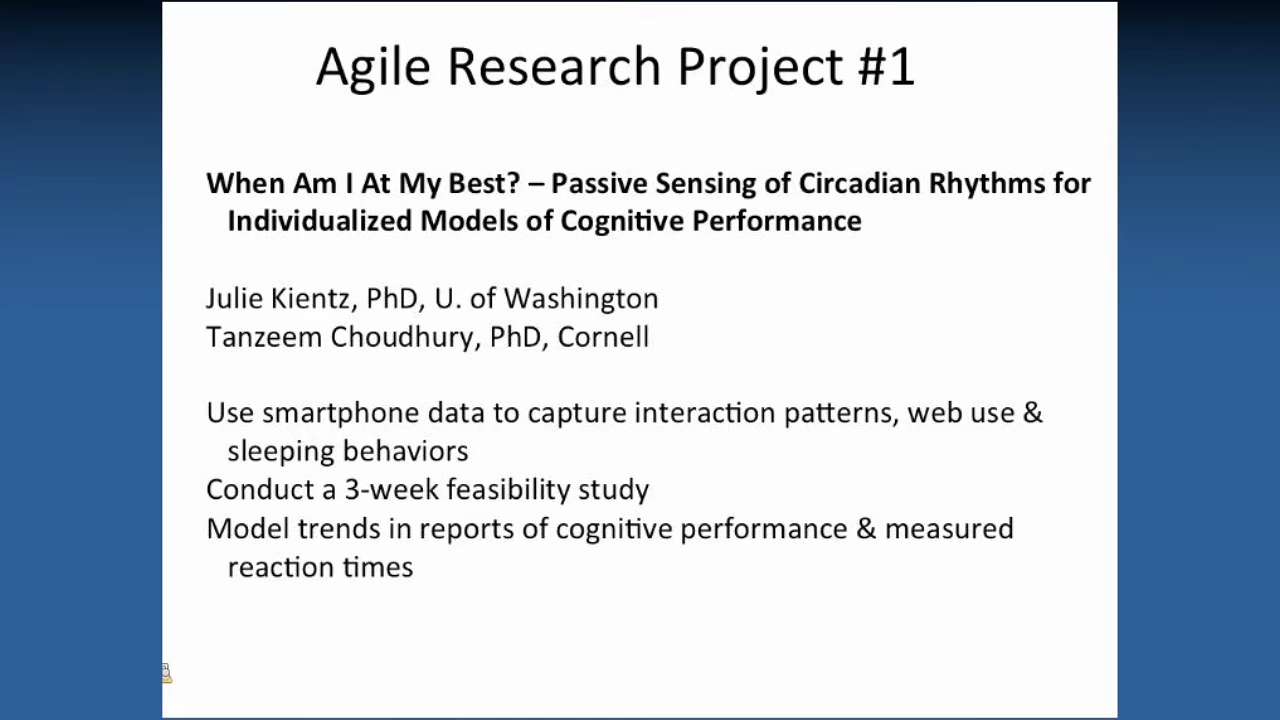 Agile Research Project #1
When Am I At My Best? – Passive Sensing of Circadian Rhythms for
Individualized Models of Cognitive Performance
Julie Kientz, PhD, U. of Washington
Tanzeem Choudhury, PhD, Cornell
Use smartphone data to capture interaction patterns, web use &
sleeping behaviors
Conduct a 3-week feasibility study
Model trends in reports of cognitive performance & measured
reaction times